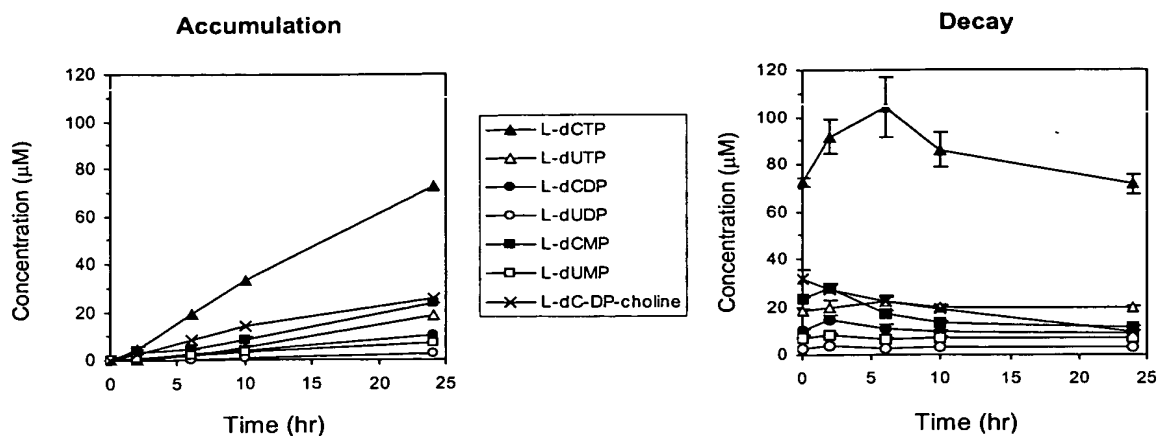 Accumulation
Concentration (μM)
120
100
80
60
40
20
0
0 5 10 15 20 25
Time (hr)
L-dCTP
L-dUTP
L-dCDP
L-dUDP
L-dCMP
L-dUMP
L-dC-DP-choline
Decay
Concentration (μM)
120
100
80
60
40
20
0
0 5 10 15 20 25
Time (hr)